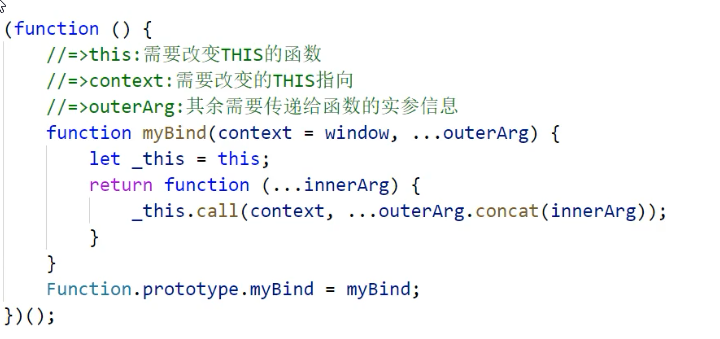 (function () {
    //=>this:需要改变THIS的函数
    //=>context:需要改变的THIS指向
    //=>outerArg:其余需要传递给函数的实参信息
    function myBind(context = window, ...outerArg) {
        let _this = this;
        return function (...innerArg) {
            _this.call(context, ...outerArg.concat(innerArg));
        }
    }
    Function.prototype.myBind = myBind;
})();